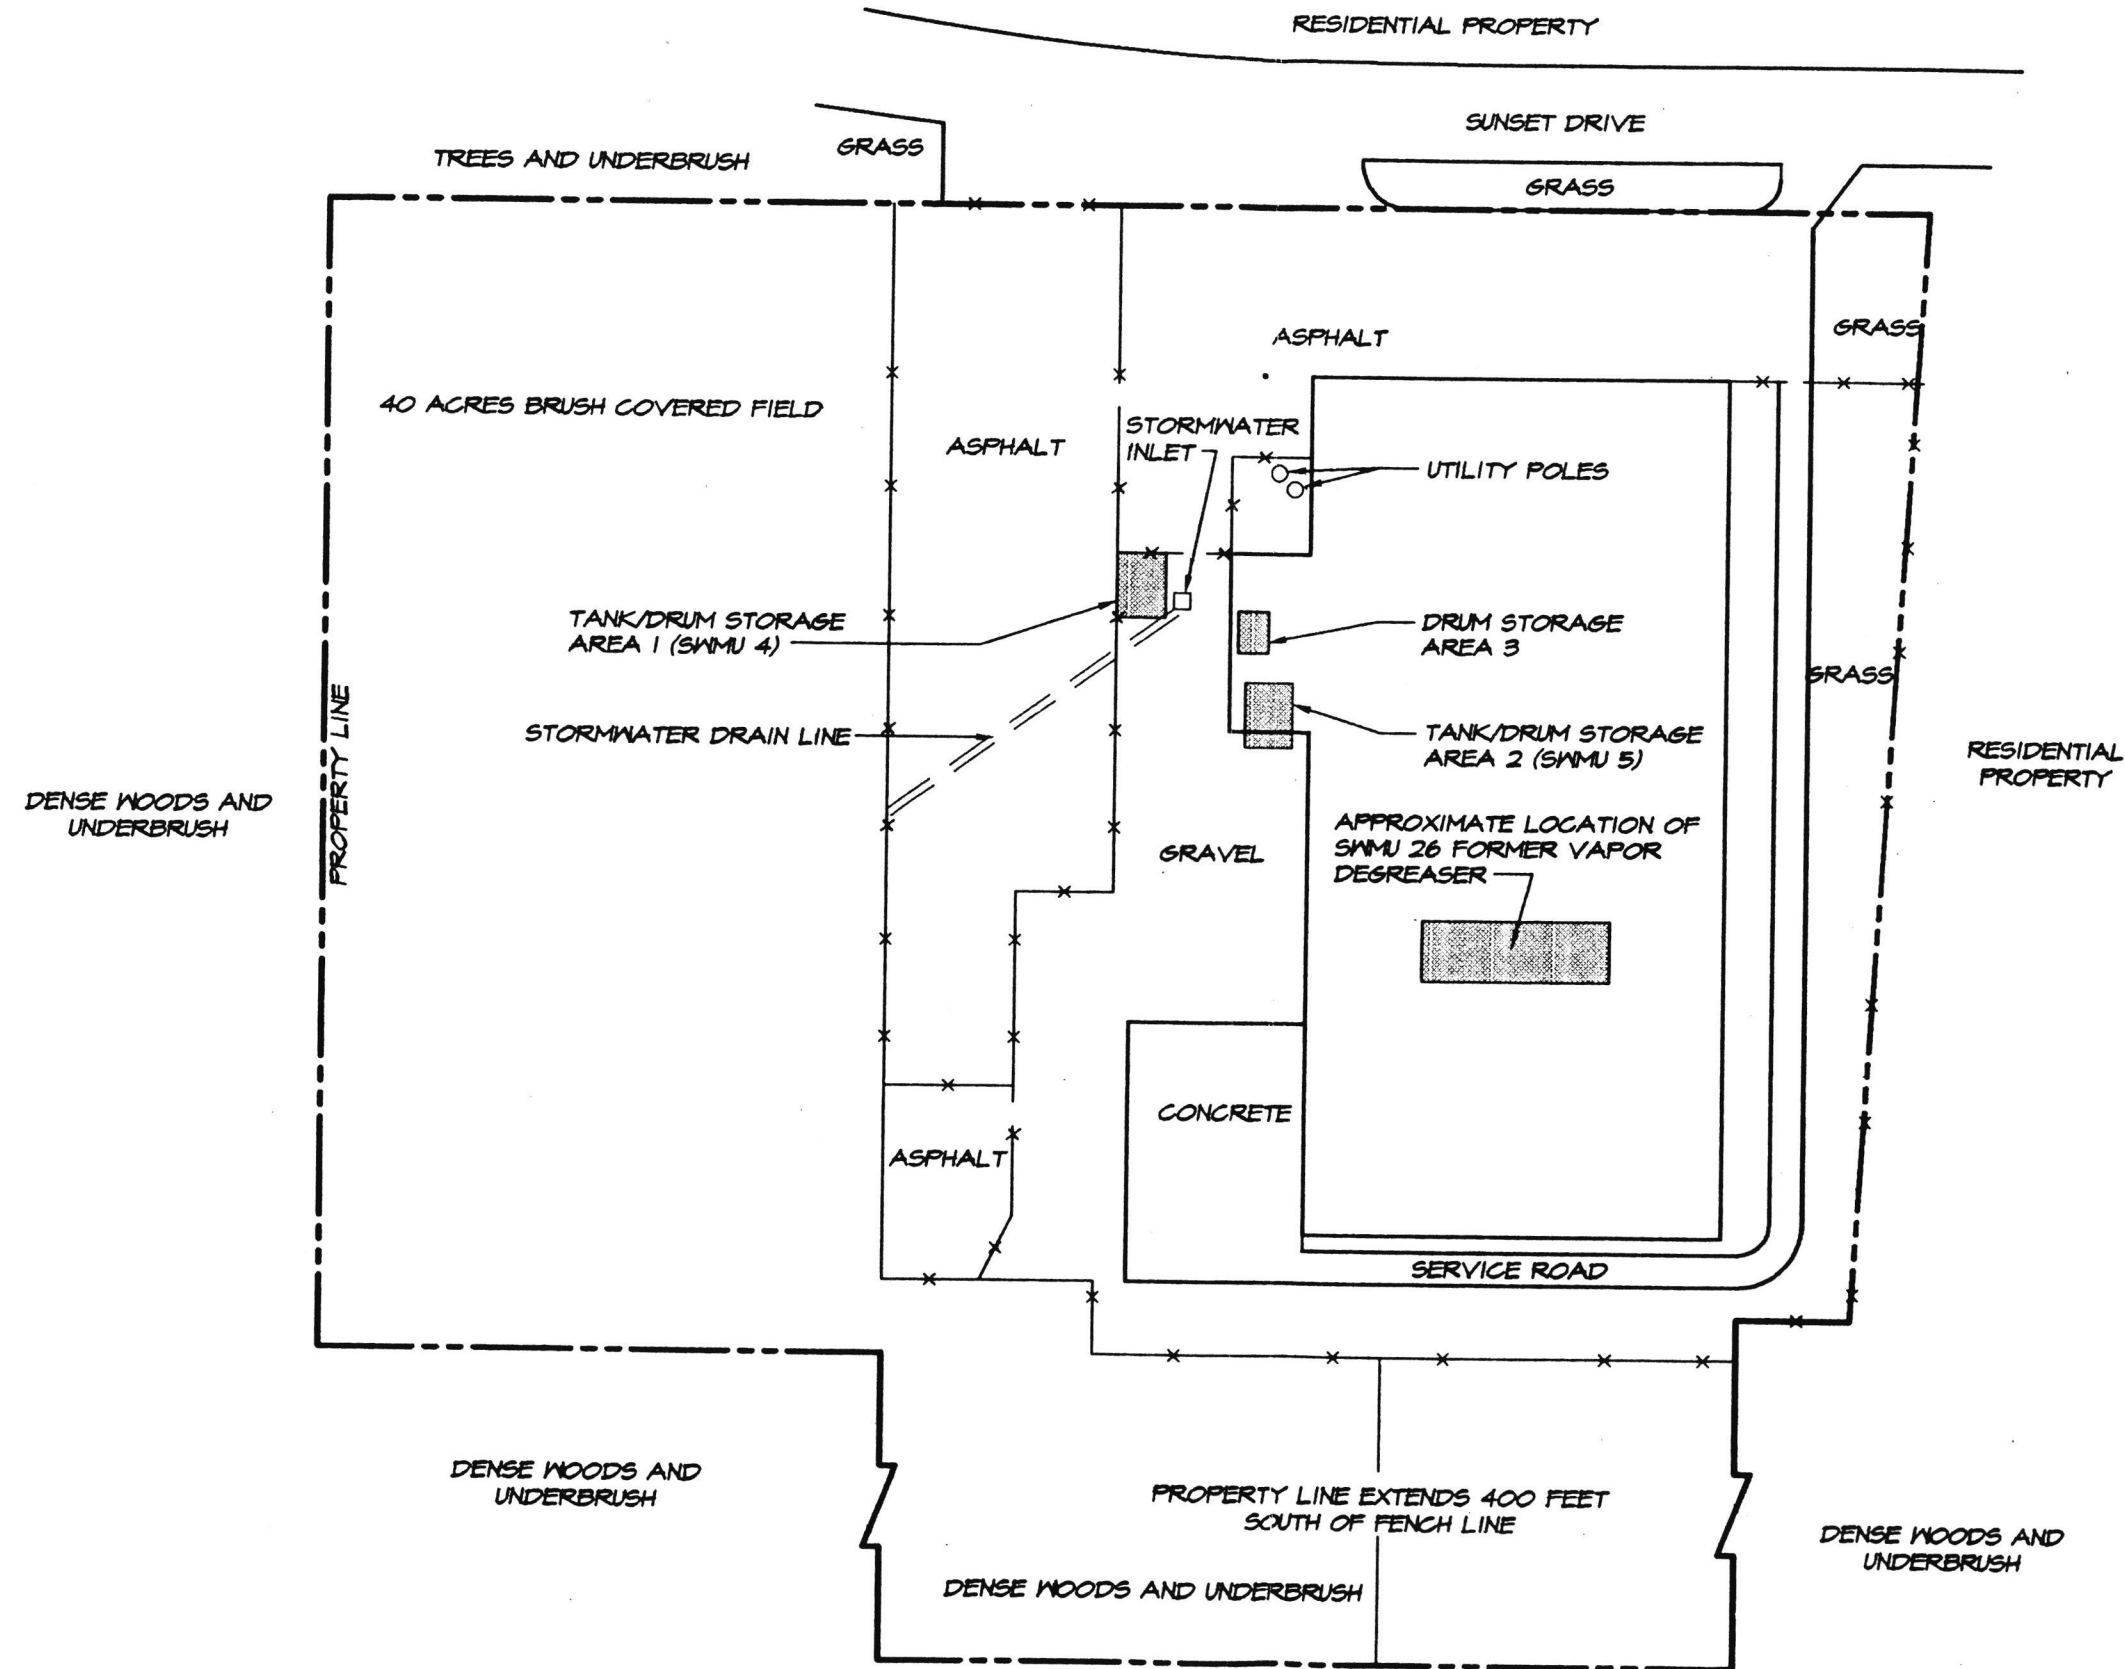 RESIDENTIAL PROPERTY
SUNSET DRIVE
GRASS
TREES AND UNDERBRUSH
GRASS
GRASS
ASPHALT
40 ACRES BRUSH COVERED FIELD
ASPHALT
STORMWATER
INLET
UTILITY POLES
TANK/DRUM STORAGE
AREA 1 (SWMU 4)
DRUM STORAGE
AREA 3
GRASS
STORMWATER DRAIN LINE
TANK/DRUM STORAGE
AREA 2 (SWMU 5)
RESIDENTIAL
PROPERTY
PROPERTY LINE
DENSE WOODS AND
UNDERBRUSH
GRAVEL
APPROXIMATE LOCATION OF
SWMU 26 FORMER VAPOR
DEGREASER
CONCRETE
ASPHALT
SERVICE ROAD
DENSE WOODS AND
UNDERBRUSH
PROPERTY LINE EXTENDS 400 FEET
SOUTH OF FENCH LINE
DENSE WOODS AND
UNDERBRUSH
DENSE WOODS AND UNDERBRUSH